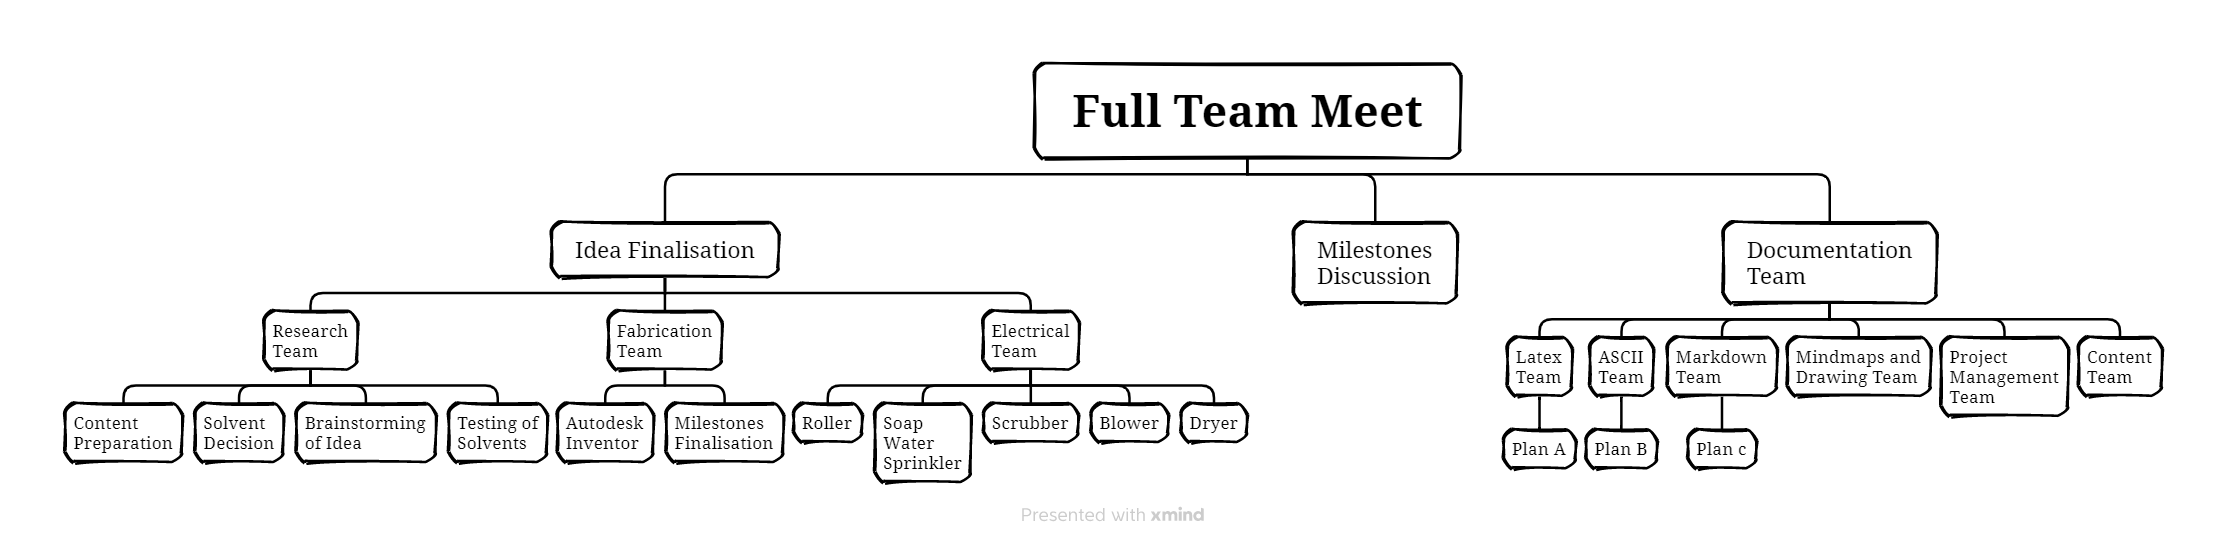 Full Team Meet
Idea Finalisation
Milestones
Discussion
Documentation
Team
Research
Team
Fabrication
Team
Electrical
Team
Latex
Team
ASCII
Team
Markdown
Team
Mindmaps and
Drawing Team
Project
Management
Team
Content
Team
Content
Preparation
Solvent
Decision
Brainstorming
of Idea
Testing of
Solvents
Autodesk
Inventor
Milestones
Finalisation
Roller
Soap
Water
Sprinkler
Scrubber
Blower
Dryer
Plan A
Plan B
Plan c
Presented with xmind